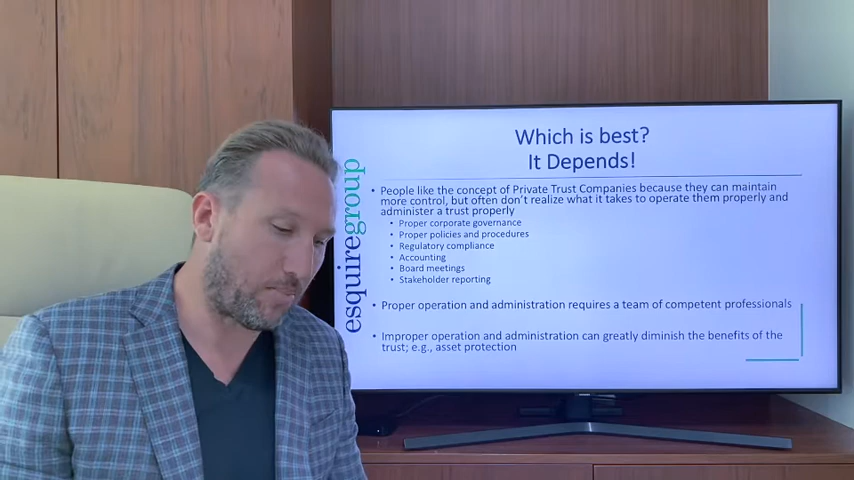 Which is best?
It Depends!
esquiregroup
• People like the concept of Private Trust Companies because they can maintain
more control, but often don't realize what it takes to operate them properly and
administer a trust properly
• Proper corporate governance
• Proper policies and procedures
• Regulatory compliance
• Accounting
• Board meetings
• Stakeholder reporting
• Proper operation and administration requires a team of competent professionals
• Improper operation and administration can greatly diminish the benefits of the
trust; e.g., asset protection